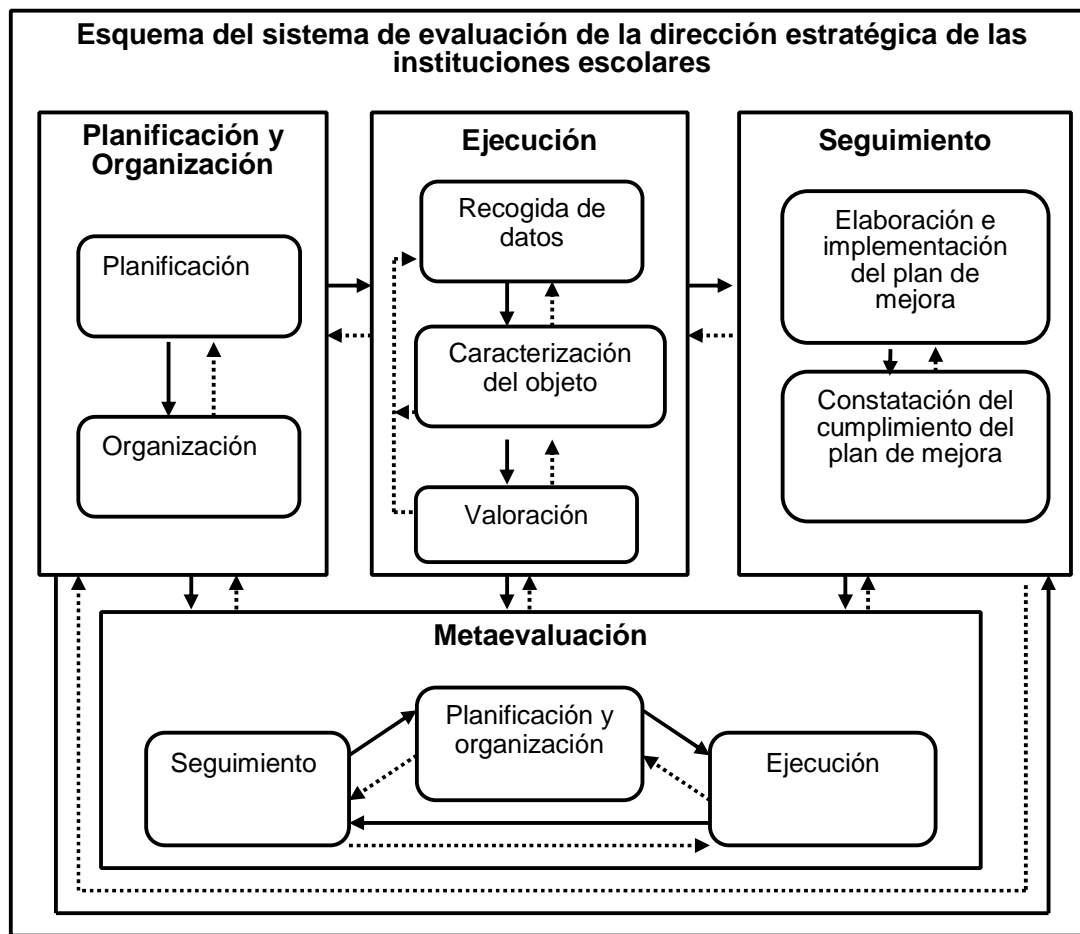 Esquema del sistema de evaluación de la dirección estratégica de las
instituciones escolares
Planificación y
Organización
Planificación
Organización
Ejecución
Recogida de
datos
Caracterización
del objeto
Valoración
Seguimiento
Elaboración e
implementación
del plan de
mejora
Constatación del
cumplimiento del
plan de mejora
Metaevaluación
Seguimiento
Planificación y
organización
Ejecución